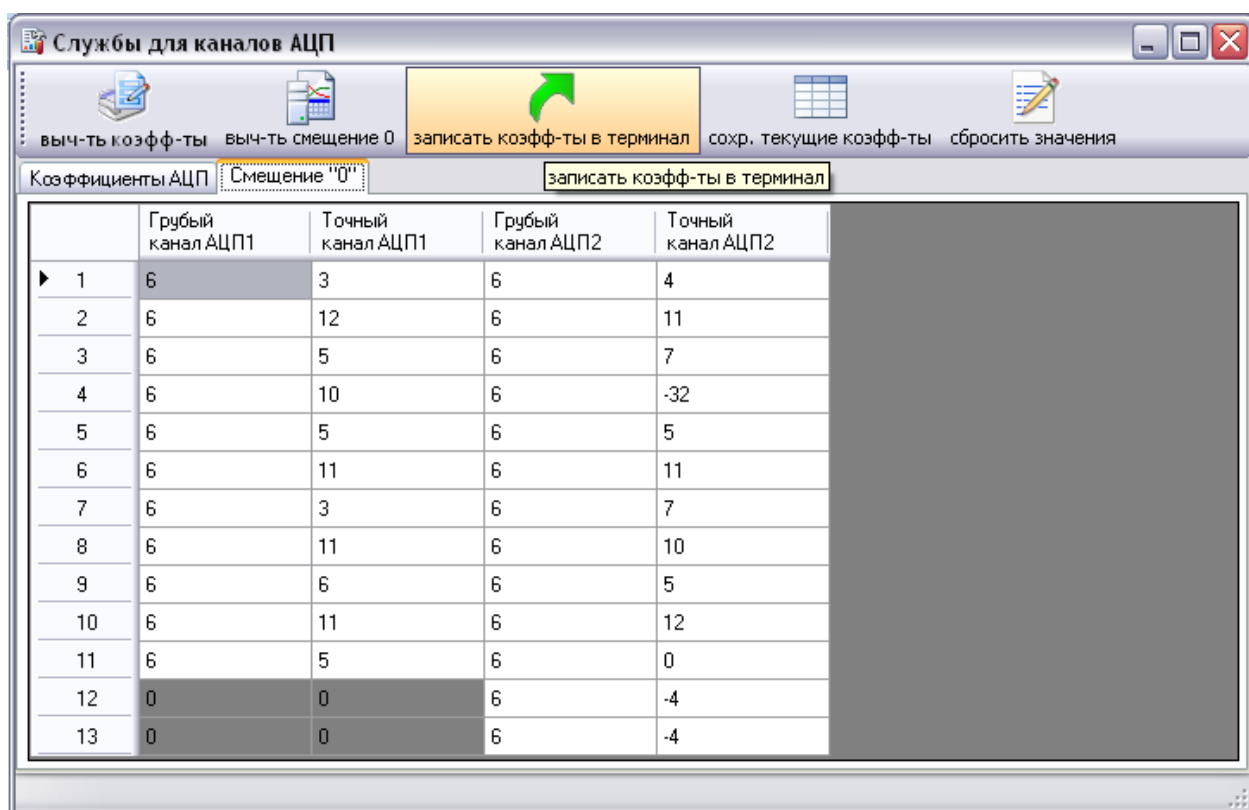 Службы для каналов АЦП
выч-ть коэфф-ты выч-ть смещение 0 записать коэфф-ты в терминал сохр. текущие коэфф-ты сбросить значения
Коэффициенты АЦП Смещение "0" записать коэфф-ты в терминал
Грубый Точный Грубый Точный
канал АЦП1 канал АЦП1 канал АЦП2 канал АЦП2
1 6 3 6 4
2 6 12 6 11
3 6 5 6 7
4 6 10 6 -32
5 6 5 6 5
6 6 11 6 11
7 6 3 6 7
8 6 11 6 10
9 6 6 6 5
10 6 11 6 12
11 6 5 6 0
12 0 0 6 -4
13 0 0 6 -4